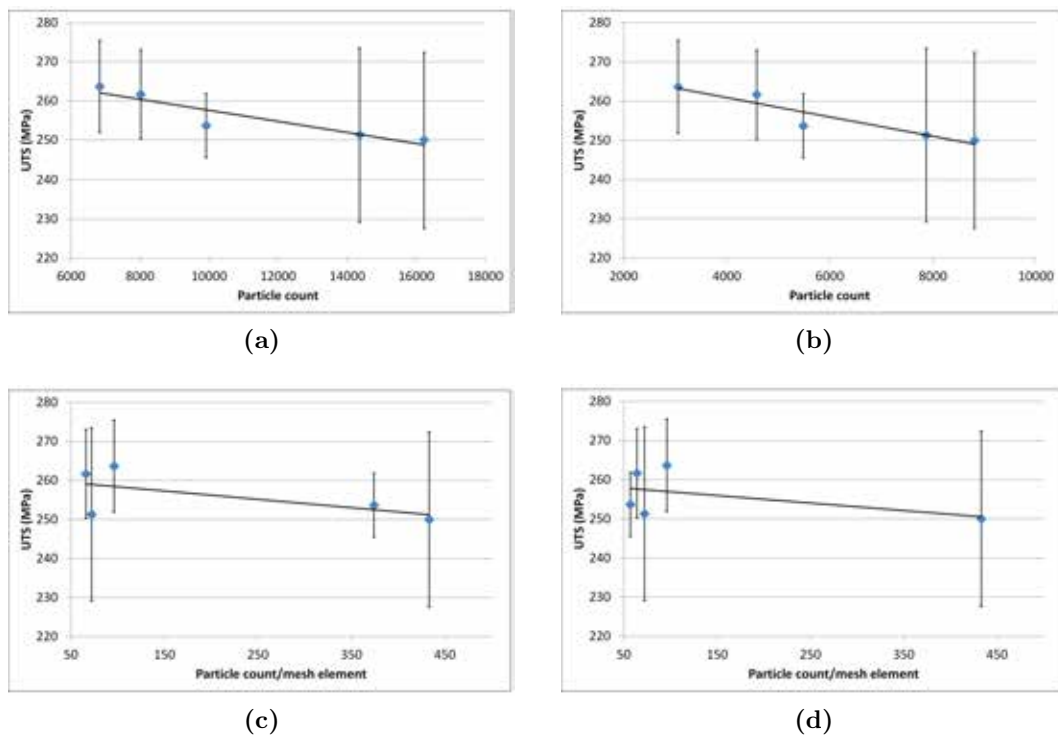 280
270
260
250
240
230
220
UTS (MPa)
6000 8000 10000 12000 14000 16000 18000
Particle count
(a)
280
270
260
250
240
230
220
UTS (MPa)
2000 4000 6000 8000 10000
Particle count
(b)
280
270
260
250
240
230
220
UTS (MPa)
50 150 250 350 450
Particle count/mesh element
(c)
280
270
260
250
240
230
220
UTS (MPa)
50 150 250 350 450
Particle count/mesh element
(d)